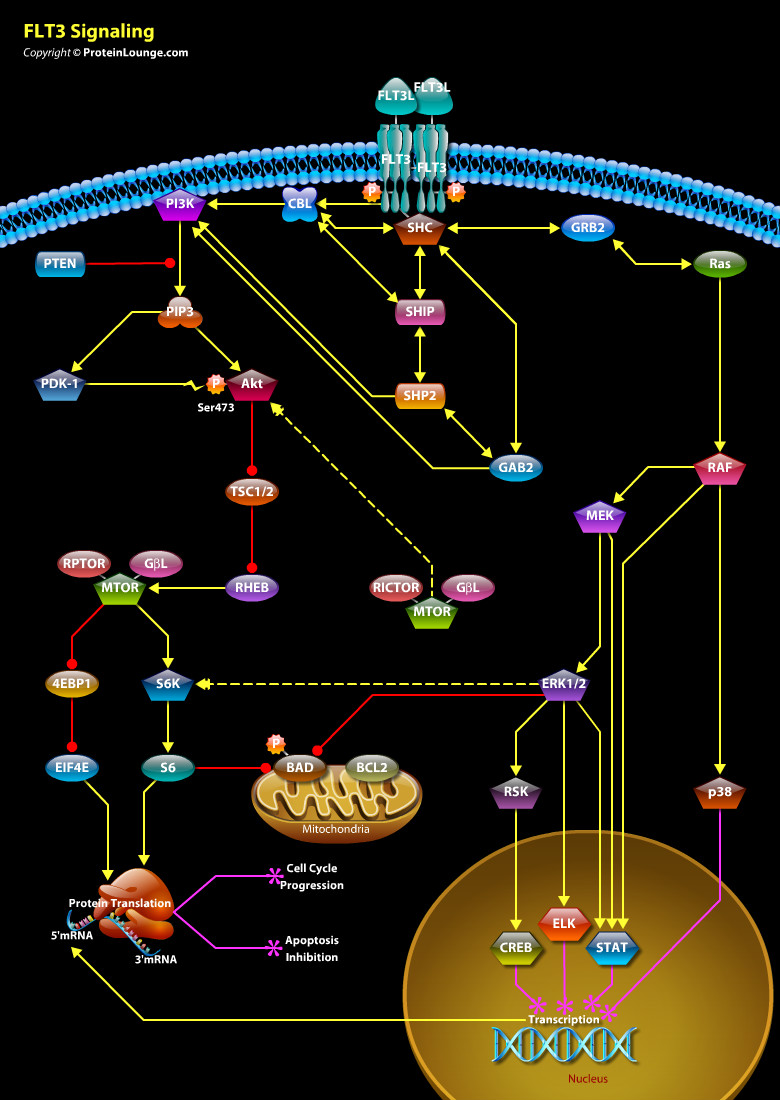 FLT3 Signaling
Copyright © ProteinLounge.com
FLT3L
FLT3L
FLT3
FLT3
P
P
PI3K
CBL
SHC
GRB2
PTEN
Ras
PIP3
SHIP
PDK-1
P
Akt
Ser473
SHP2
GAB2
RAF
TSC1/2
MEK
RPTOR
GβL
MTOR
RHEB
RICTOR
GβL
MTOR
4EBP1
S6K
ERK1/2
P
EIF4E
S6
BAD
BCL2
RSK
p38
Mitochondria
Cell Cycle
Progression
Protein Translation
5'mRNA
3'mRNA
Apoptosis
Inhibition
ELK
CREB
STAT
Transcription
Nucleus